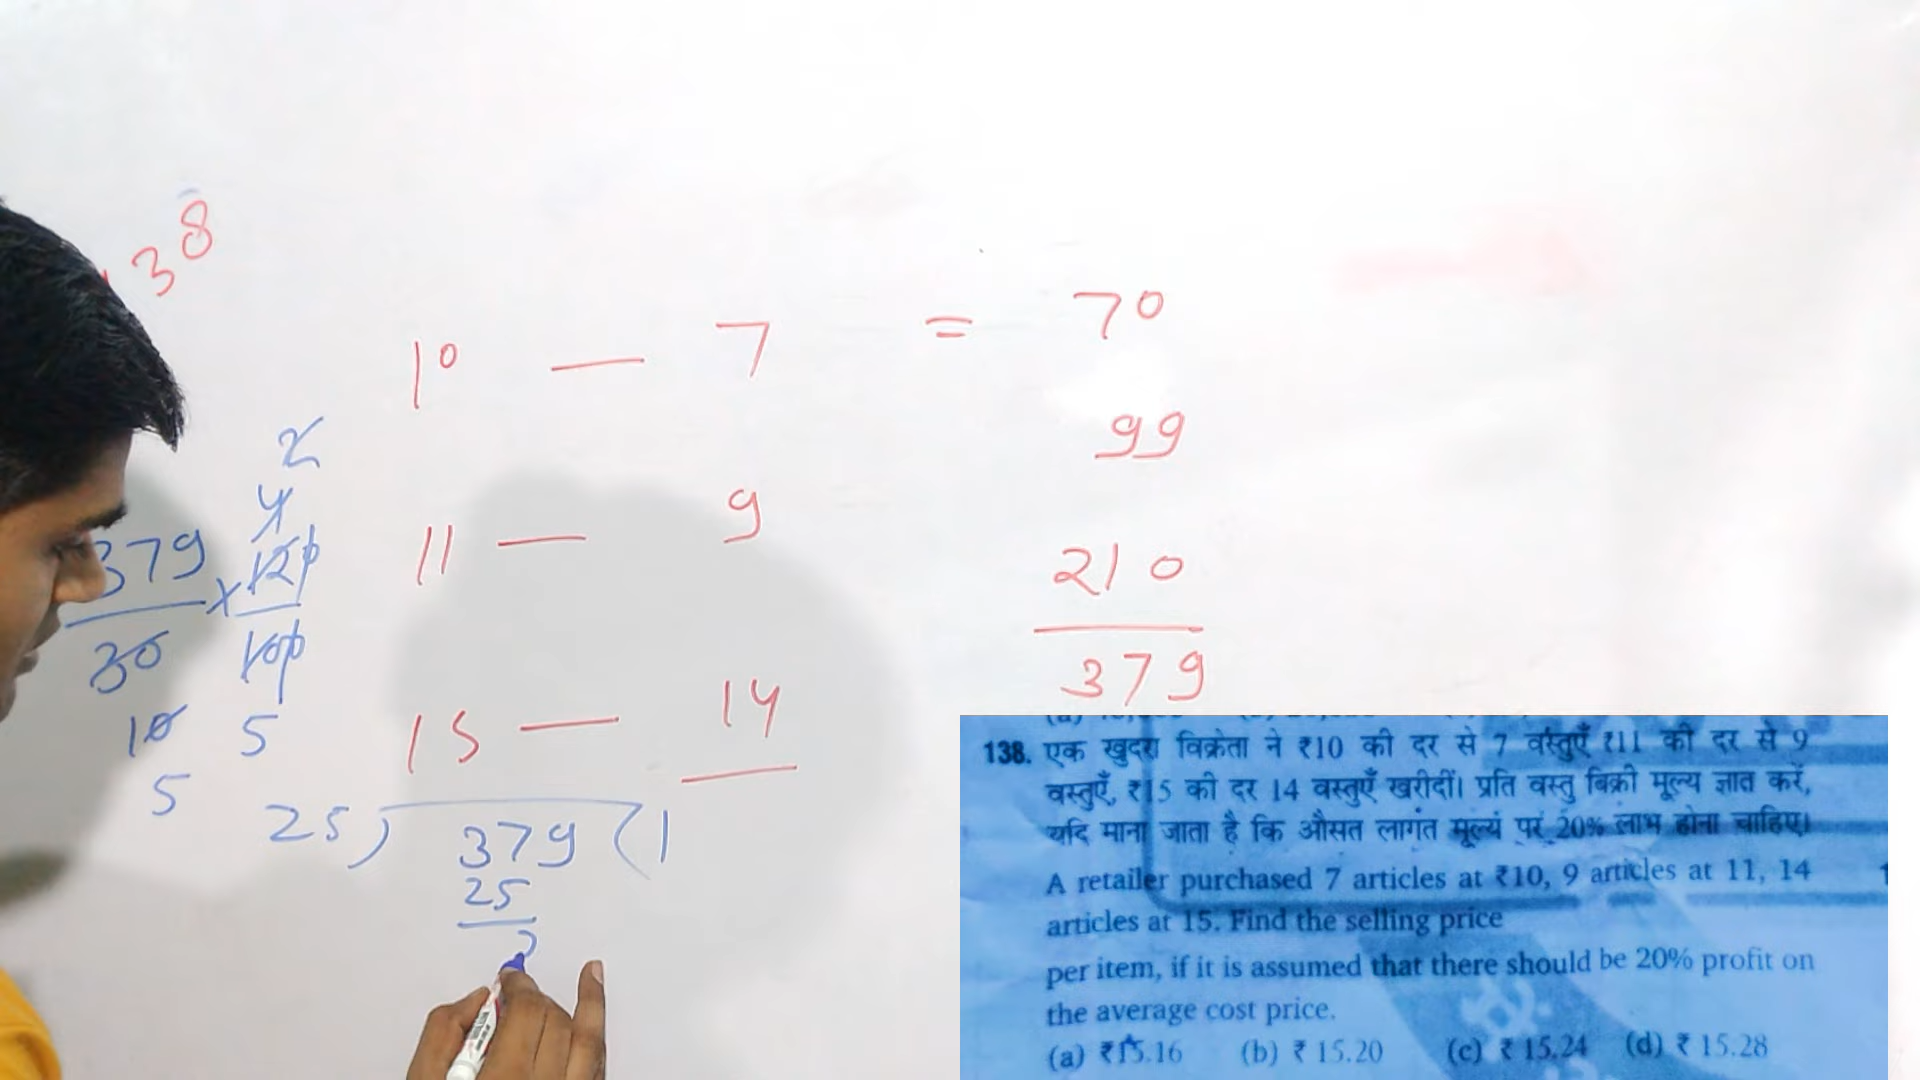 38
10 — 7 = 70
99
11 — 9
210
379
15 — 14
2
4
379 × 120
30 100
10 5
5
25) 379 (1
25
138. एक खुदरा विक्रेता ने ₹10 की दर से 7 वस्तुएँ ₹11 की दर से 9
वस्तुएँ, ₹15 की दर 14 वस्तुएँ खरीदीं। प्रति वस्तु बिक्री मूल्य ज्ञात करें,
यदि माना जाता है कि औसत लागत मूल्य पर 20% लाभ होना चाहिए।
A retailer purchased 7 articles at ₹10, 9 articles at 11, 14
articles at 15. Find the selling price
per item, if it is assumed that there should be 20% profit on
the average cost price.
(a) ₹15.16 (b) ₹ 15.20 (c) ₹ 15.24 (d) ₹ 15.28